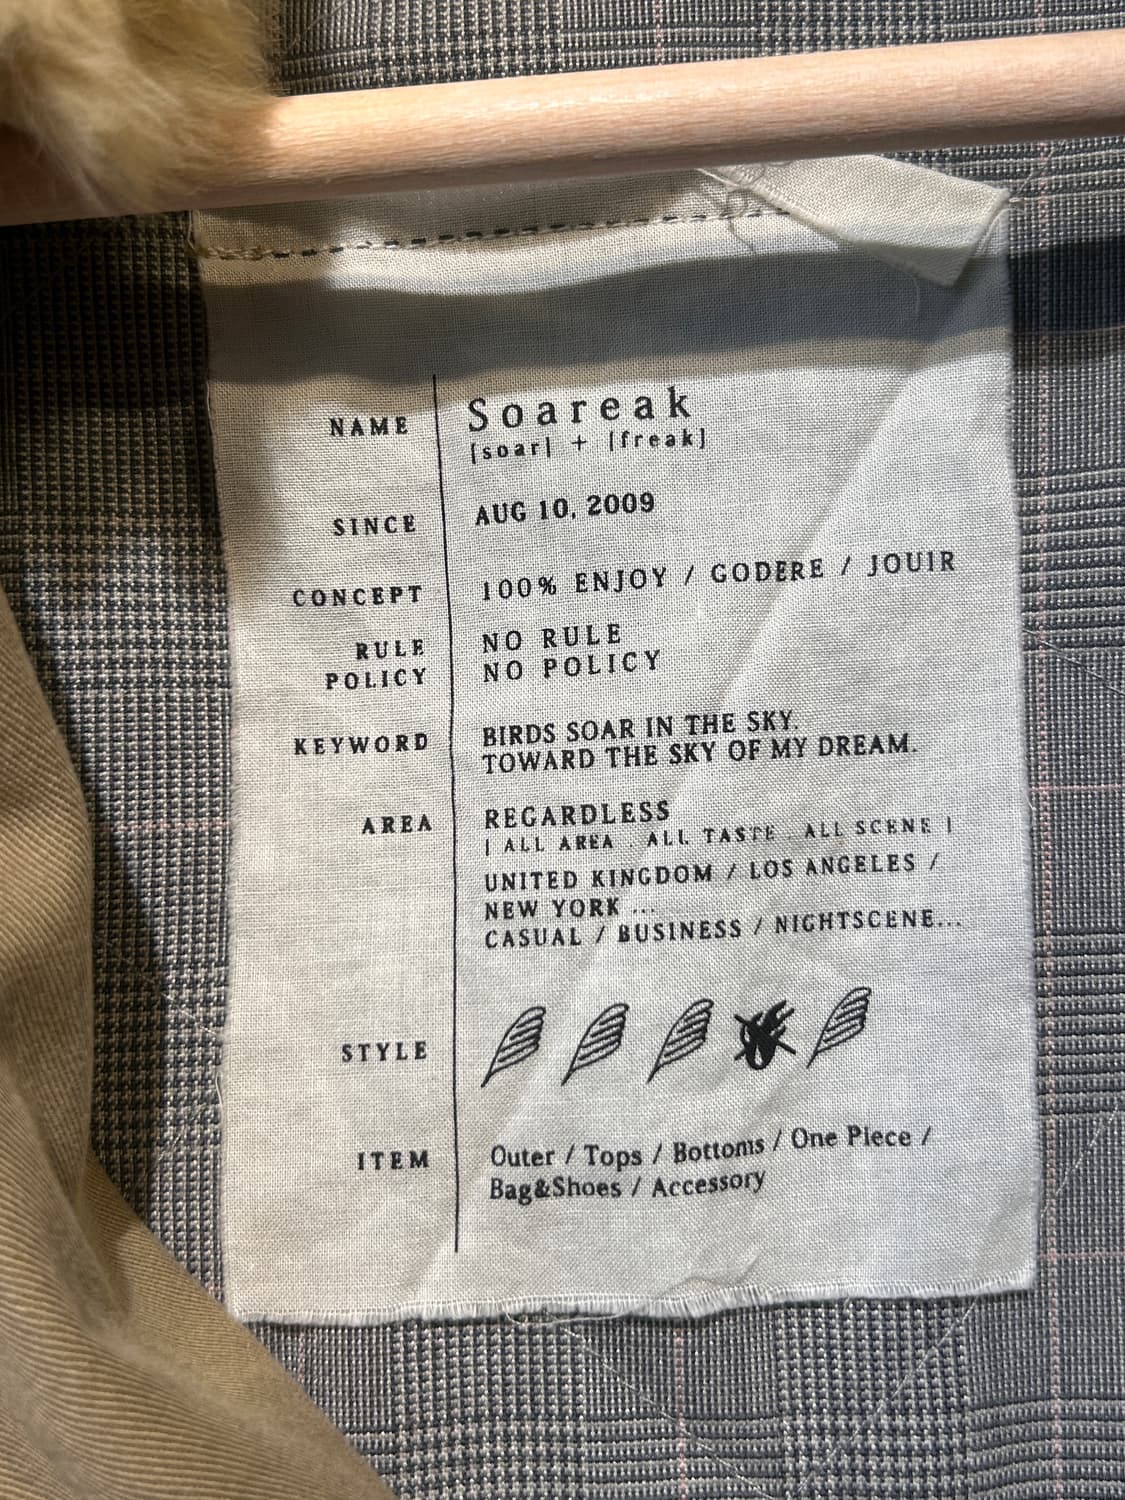 NAME Soareak
[soar] + [freak]
SINCE AUG 10, 2009
CONCEPT 100% ENJOY / GODERE / JOUIR
RULE NO RULE
POLICY NO POLICY
KEYWORD BIRDS SOAR IN THE SKY.
TOWARD THE SKY OF MY DREAM.
AREA REGARDLESS
[ ALL AREA . ALL TASTE . ALL SCENE ]
UNITED KINGDOM / LOS ANGELES /
NEW YORK ...
CASUAL / BUSINESS / NIGHTSCENE...
STYLE
ITEM Outer / Tops / Bottoms / One Piece /
Bag&Shoes / Accessory